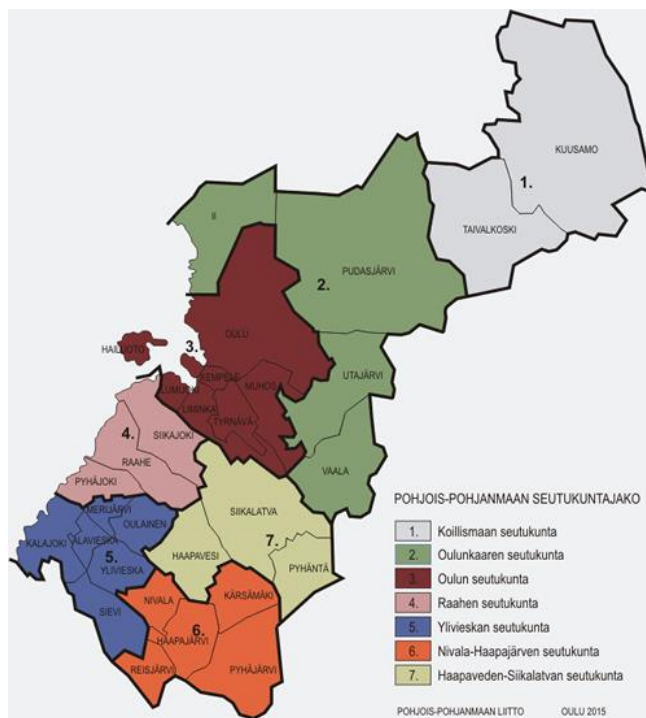 KUUSAMO
1.
TAIVALKOSKI
II
PUDASJÄRVI
2.
OULU
HAILUOTO
3.
KEMPELE
MUHOS
UTAJÄRVI
LUMIJOKI
LIMINKA
TYRNÄVÄ
4.
SIIKAJOKI
RAAHE
VAALA
PYHÄJOKI
MERIJÄRVI
OULAINEN
SIIKALATVA
KALAJOKI
ALAVIESKA
5.
YLIVIESKA
HAAPAVESI
7.
PYHÄNTÄ
SIEVI
NIVALA
KÄRSÄMÄKI
6.
HAAPAJÄRVI
REISJÄRVI
PYHÄJÄRVI
POHJOIS-POHJANMAAN SEUTUKUNTAJAKO
1. Koillismaan seutukunta
2. Oulunkaaren seutukunta
3. Oulun seutukunta
4. Raahen seutukunta
5. Ylivieskan seutukunta
6. Nivala-Haapajärven seutukunta
7. Haapaveden-Siikalatvan seutukunta
POHJOIS-POHJANMAAN LIITTO OULU 2015